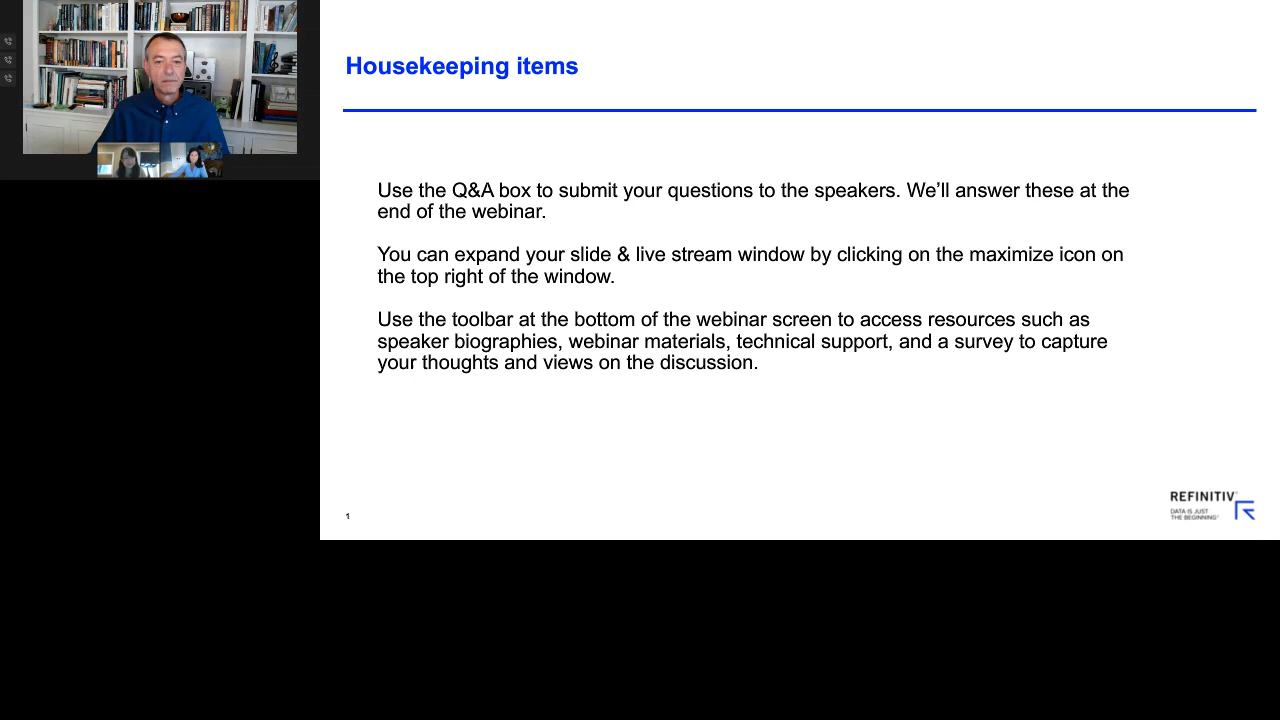 Housekeeping items
Use the Q&A box to submit your questions to the speakers. We’ll answer these at the
end of the webinar.
You can expand your slide & live stream window by clicking on the maximize icon on
the top right of the window.
Use the toolbar at the bottom of the webinar screen to access resources such as
speaker biographies, webinar materials, technical support, and a survey to capture
your thoughts and views on the discussion.
1
REFINITIV
DATA IS JUST
THE BEGINNING